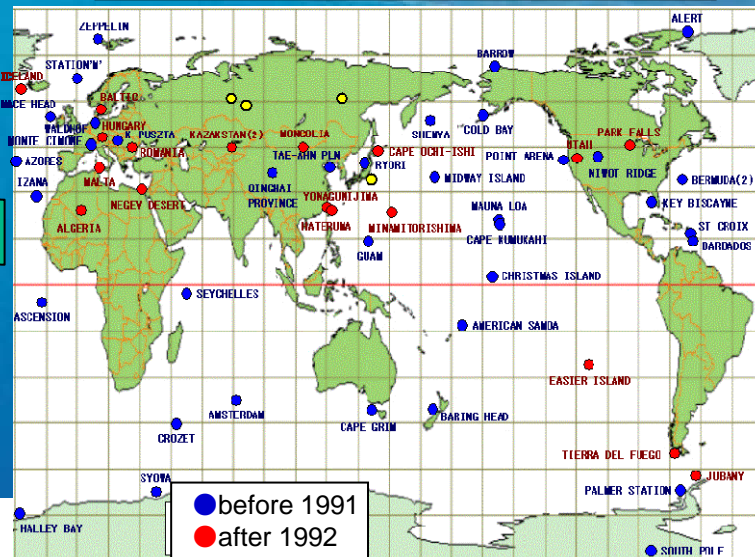 ZEPPELIN
ALERT
STATION'M'
BARROW
ICELAND
BALTIC
MACE HEAD
WALDHOF
HUNGARY
COLD BAY
SHEMYA
PARK FALLS
MONTE CIMONE
K PUSZTA
KAZAKSTAN(2)
MONGOLIA
CAPE OCHI-ISHI
UTAH
ROMANIA
TAE-AHN PLN
RYORI
POINT ARENA
AZORES
NIWOT RIDGE
IZANA
MALTA
QINGHAI
PROVINCE
MIDWAY ISLAND
BERMUDA(2)
NEGEV DESERT
YONAGUNIJIMA
MAUNA LOA
KEY BISCAYNE
ALGERIA
HATERUMA
MINAMITORISHIMA
CAPE KUMUKAHI
ST CROIX
GUAM
BARBADOS
CHRISTMAS ISLAND
SEYCHELLES
ASCENSION
AMERICAN SAMOA
EASIER ISLAND
AMSTERDAM
CAPE GRIM
BARING HEAD
CROZET
TIERRA DEL FUEGO
SYOWA
JUBANY
PALMER STATION
before 1991
HALLEY BAY
after 1992
SOUTH POLE